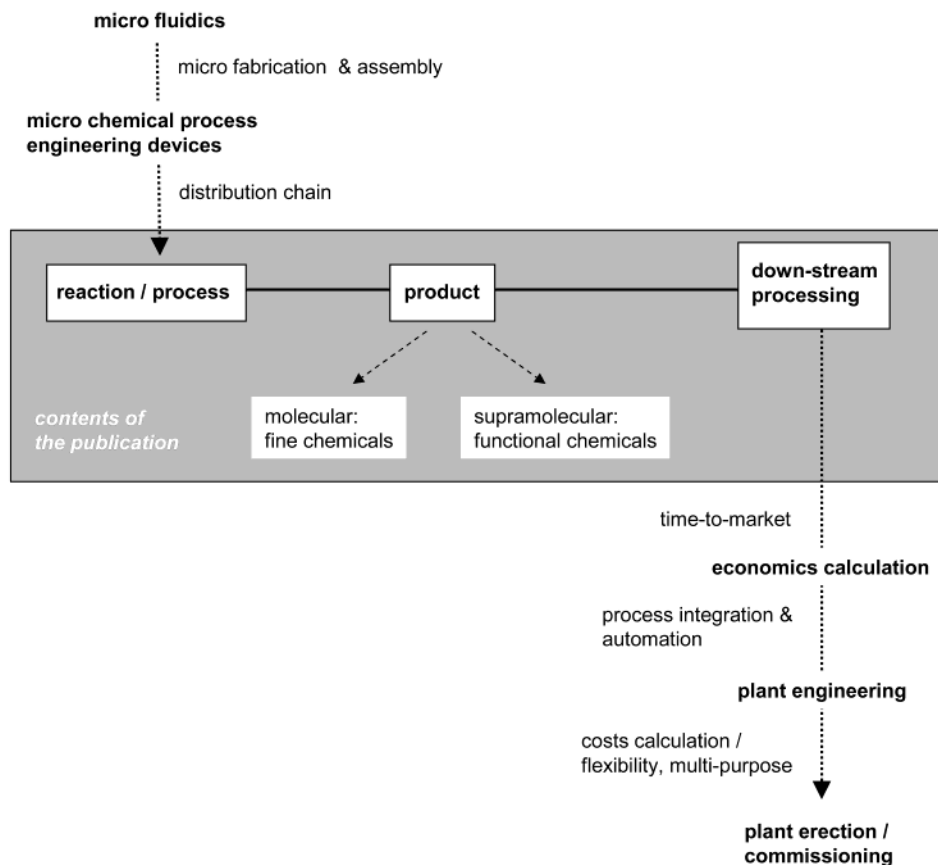 micro fluidics
micro fabrication & assembly
micro chemical process
engineering devices
distribution chain
reaction / process
product
down-stream
processing
molecular:
fine chemicals
supramolecular:
functional chemicals
contents of
the publication
time-to-market
economics calculation
process integration &
automation
plant engineering
costs calculation /
flexibility, multi-purpose
plant erection /
commissioning